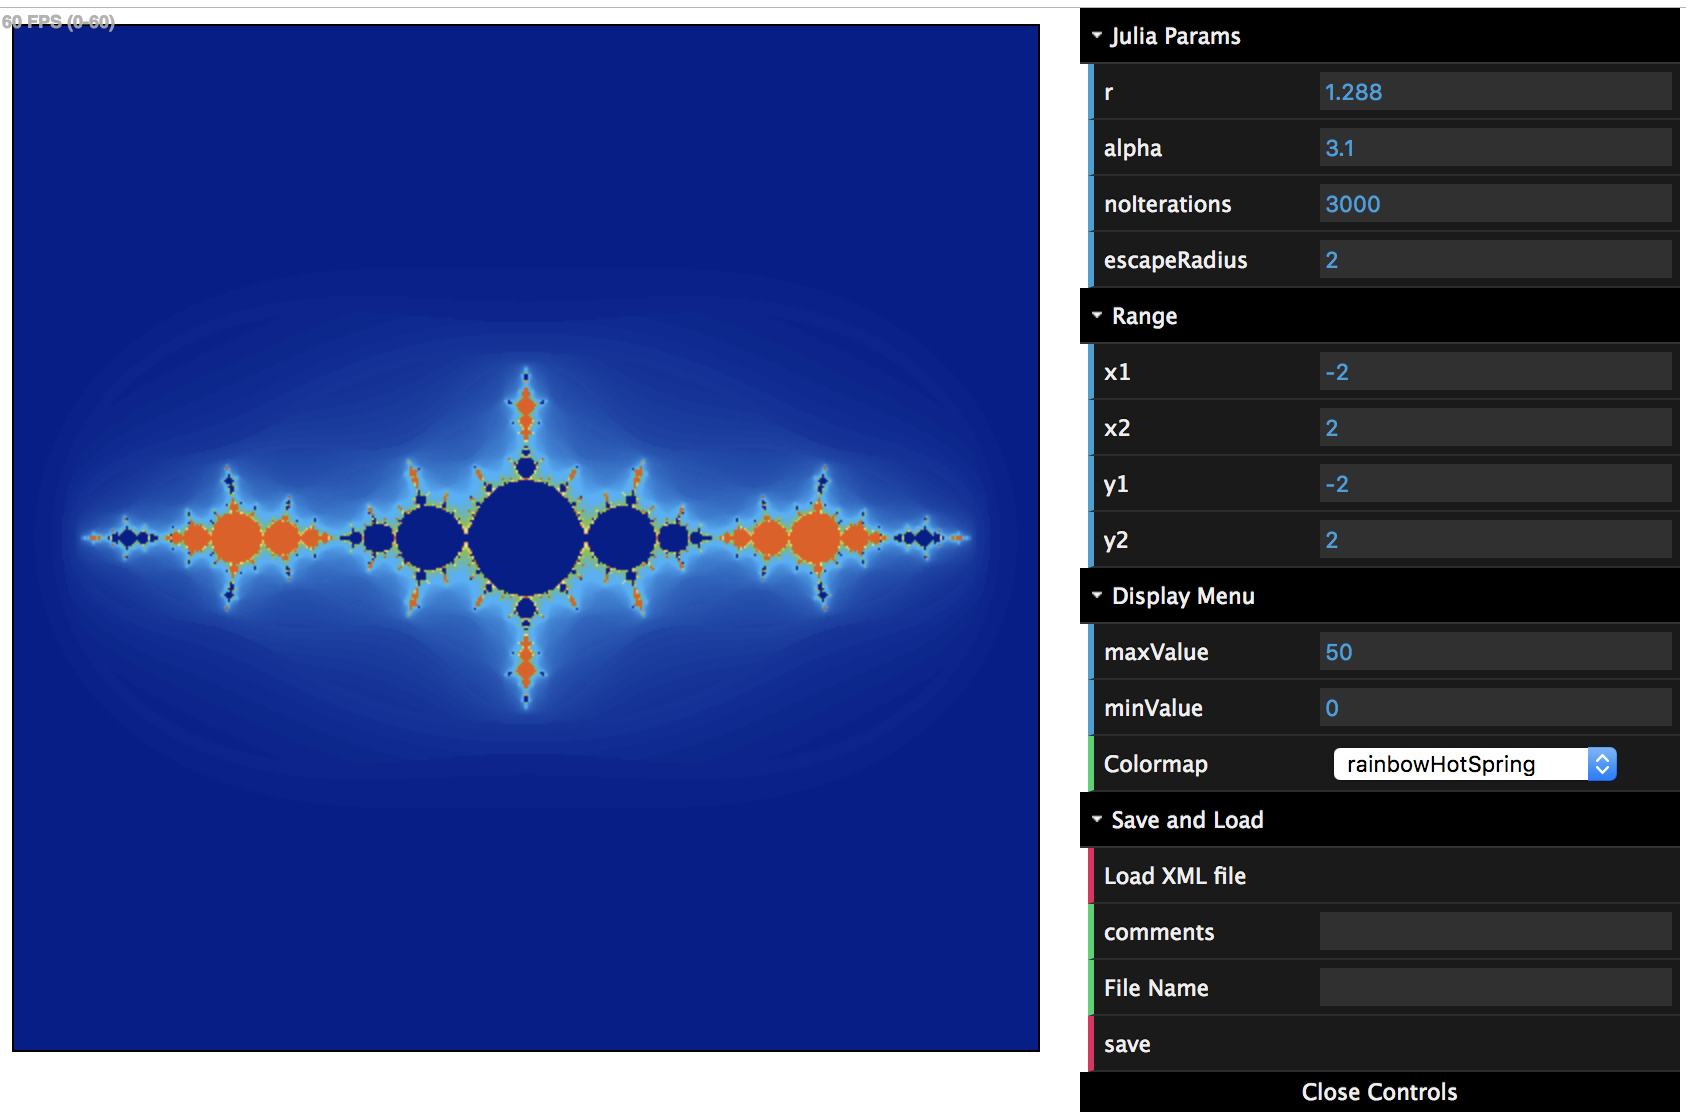 60 FPS (0-60)
Julia Params
r 1.288
alpha 3.1
noIterations 3000
escapeRadius 2
Range
x1 -2
x2 2
y1 -2
y2 2
Display Menu
maxValue 50
minValue 0
Colormap rainbowHotSpring
Save and Load
Load XML file
comments
File Name
save
Close Controls